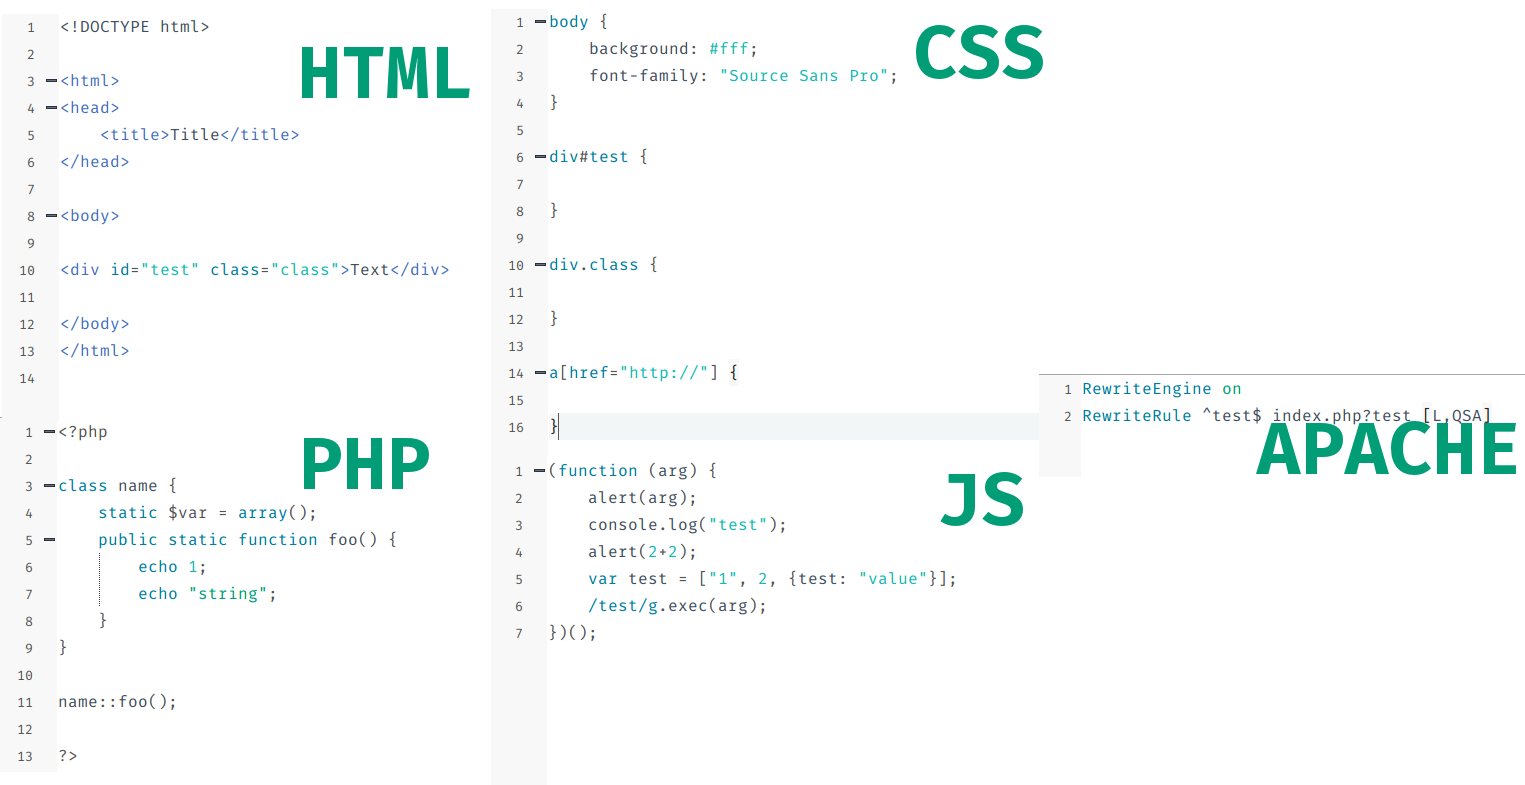 HTML
1 <!DOCTYPE html>
2
3 <html>
4 <head>
5 <title>Title</title>
6 </head>
7
8 <body>
9
10 <div id="test" class="class">Text</div>
11
12 </body>
13 </html>
14
PHP
1 <?php
2
3 class name {
4 static $var = array();
5 public static function foo() {
6 echo 1;
7 echo "string";
8 }
9 }
10
11 name::foo();
12
13 ?>
CSS
1 body {
2 background: #fff;
3 font-family: "Source Sans Pro";
4 }
5
6 div#test {
7
8 }
9
10 div.class {
11
12 }
13
14 a[href="http://"] {
15
16 }
JS
1 (function (arg) {
2 alert(arg);
3 console.log("test");
4 alert(2+2);
5 var test = ["1", 2, {test: "value"}];
6 /test/g.exec(arg);
7 })();
1 RewriteEngine on
2 RewriteRule ^test$ index.php?test [L,QSA]
APACHE